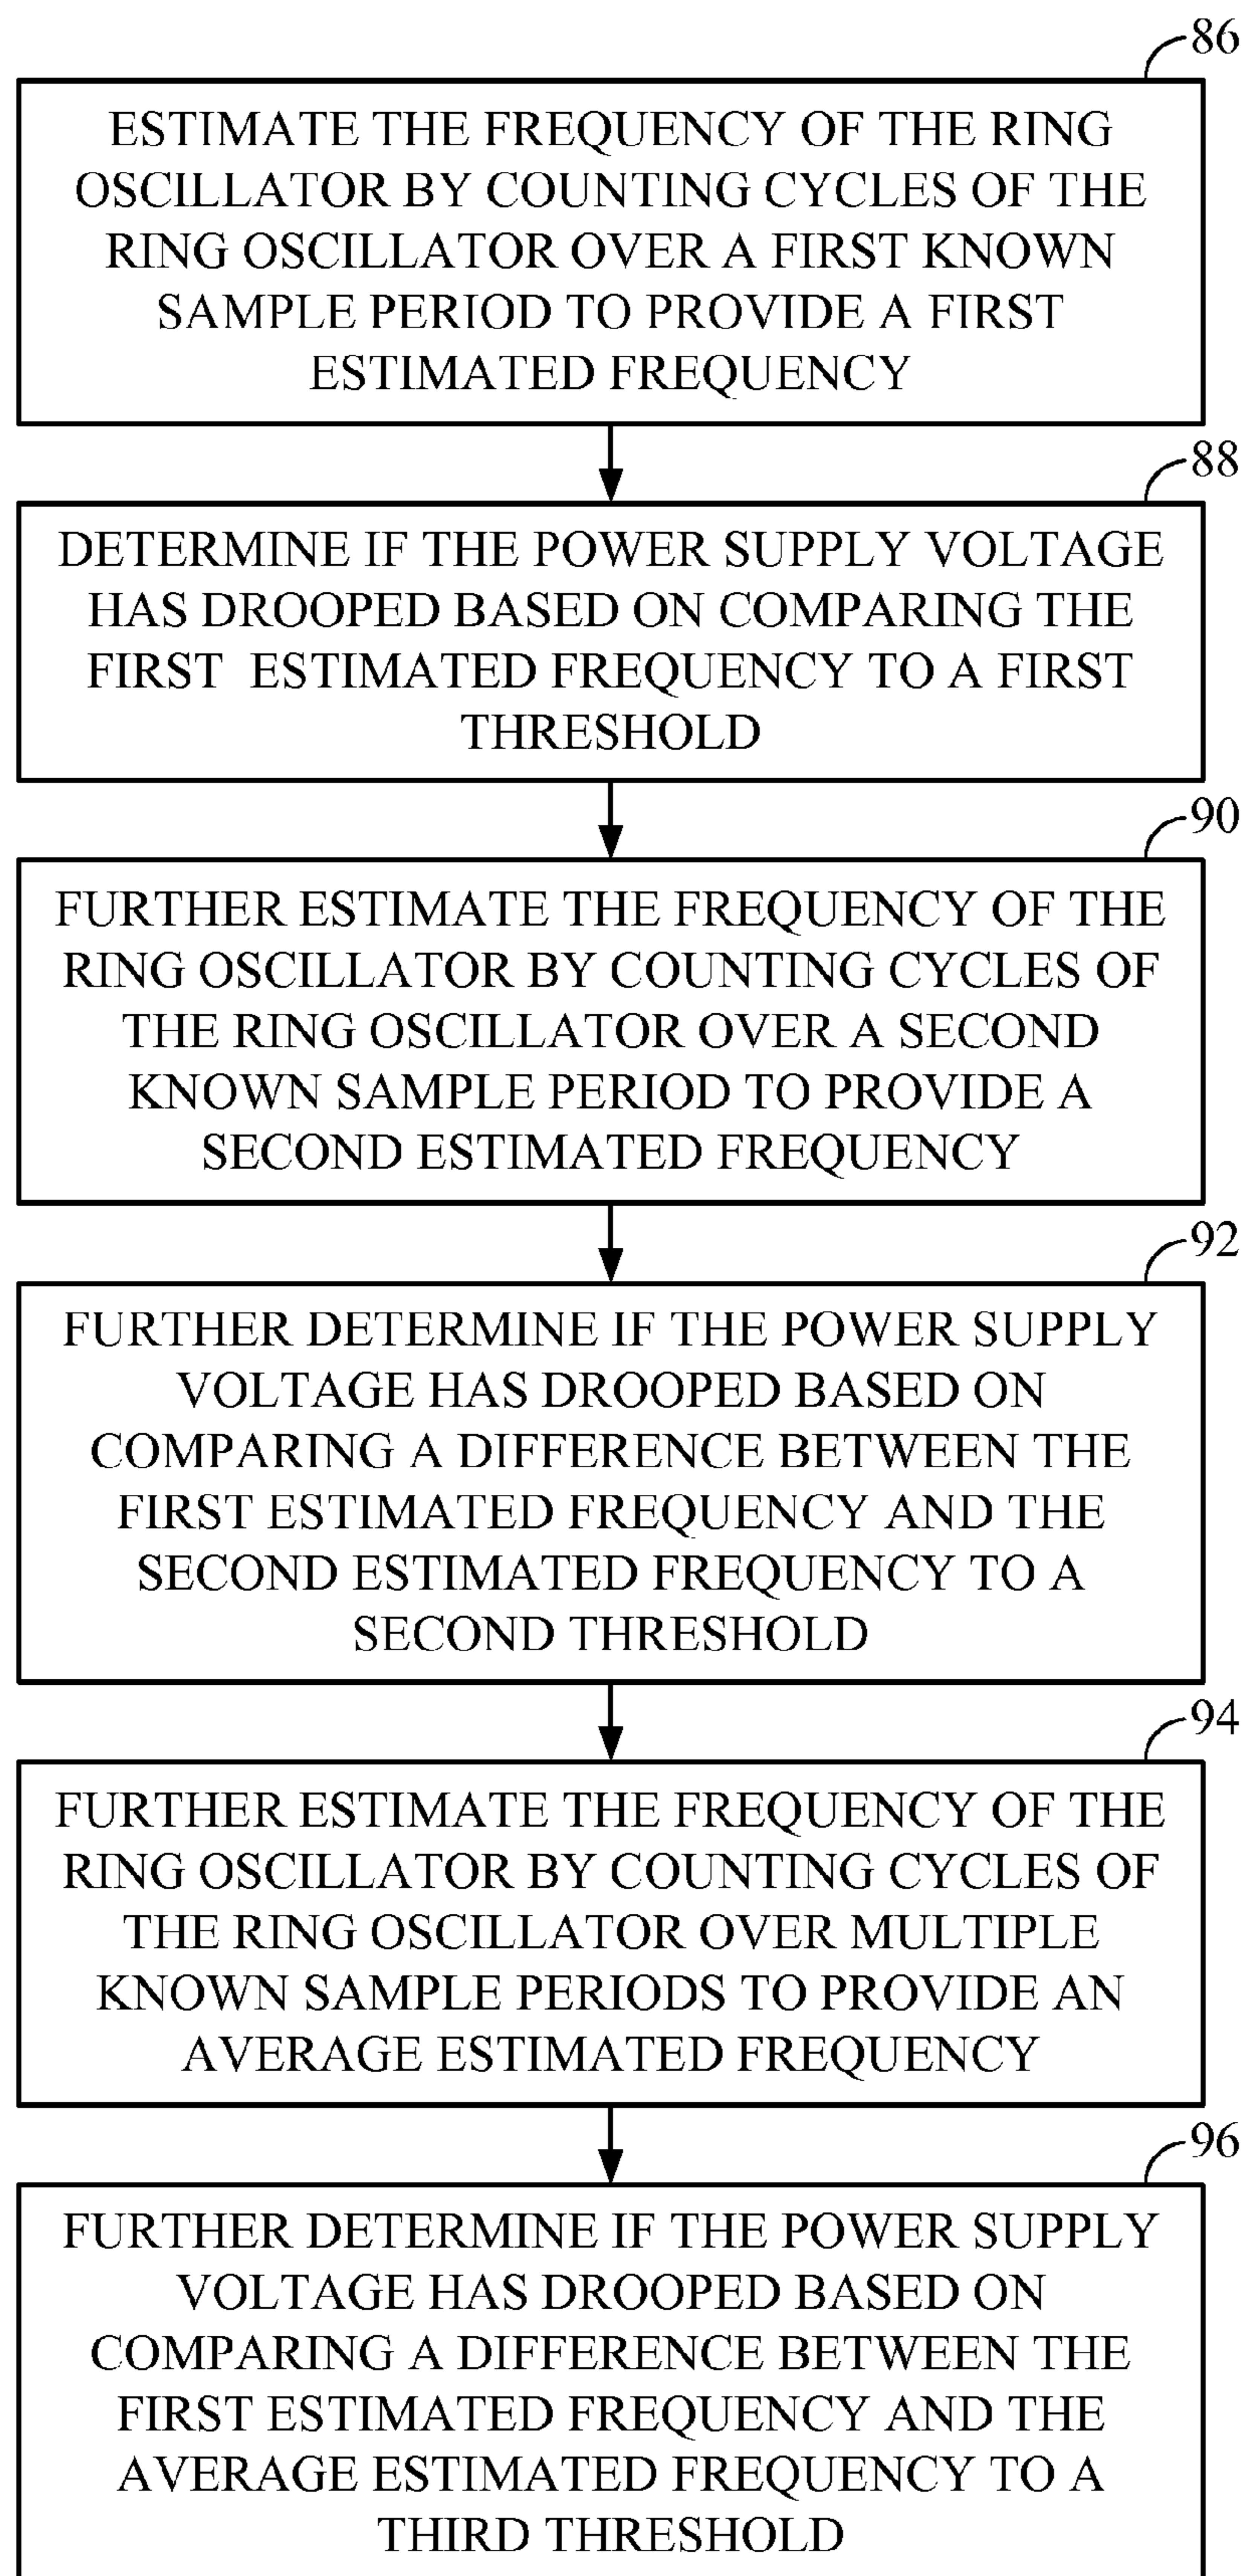 86
ESTIMATE THE FREQUENCY OF THE RING
OSCILLATOR BY COUNTING CYCLES OF THE
RING OSCILLATOR OVER A FIRST KNOWN
SAMPLE PERIOD TO PROVIDE A FIRST
ESTIMATED FREQUENCY
88
DETERMINE IF THE POWER SUPPLY VOLTAGE
HAS DROOPED BASED ON COMPARING THE
FIRST ESTIMATED FREQUENCY TO A FIRST
THRESHOLD
90
FURTHER ESTIMATE THE FREQUENCY OF THE
RING OSCILLATOR BY COUNTING CYCLES OF
THE RING OSCILLATOR OVER A SECOND
KNOWN SAMPLE PERIOD TO PROVIDE A
SECOND ESTIMATED FREQUENCY
92
FURTHER DETERMINE IF THE POWER SUPPLY
VOLTAGE HAS DROOPED BASED ON
COMPARING A DIFFERENCE BETWEEN THE
FIRST ESTIMATED FREQUENCY AND THE
SECOND ESTIMATED FREQUENCY TO A
SECOND THRESHOLD
94
FURTHER ESTIMATE THE FREQUENCY OF THE
RING OSCILLATOR BY COUNTING CYCLES OF
THE RING OSCILLATOR OVER MULTIPLE
KNOWN SAMPLE PERIODS TO PROVIDE AN
AVERAGE ESTIMATED FREQUENCY
96
FURTHER DETERMINE IF THE POWER SUPPLY
VOLTAGE HAS DROOPED BASED ON
COMPARING A DIFFERENCE BETWEEN THE
FIRST ESTIMATED FREQUENCY AND THE
AVERAGE ESTIMATED FREQUENCY TO A
THIRD THRESHOLD